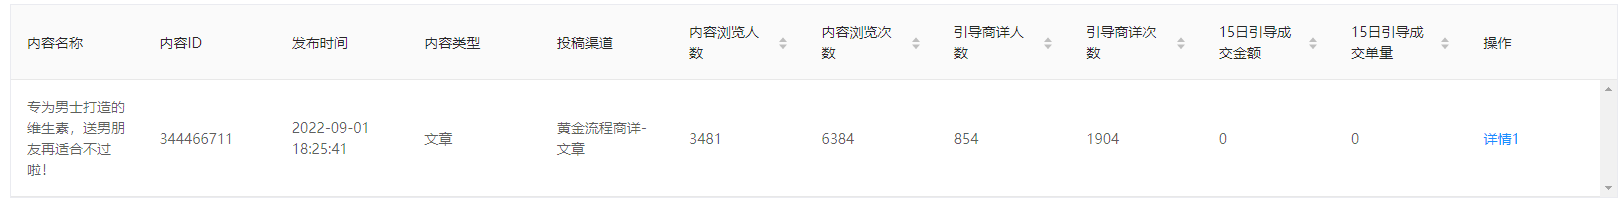 内容名称
内容ID
发布时间
内容类型
投稿渠道
内容浏览人
数
内容浏览次
数
引导商详人
数
引导商详次
数
15日引导成
交金额
15日引导成
交单量
操作
专为男士打造的
维生素，送男朋
友再适合不过
啦！
344466711
2022-09-01
18:25:41
文章
黄金流程商详-
文章
3481
6384
854
1904
0
0
详情1